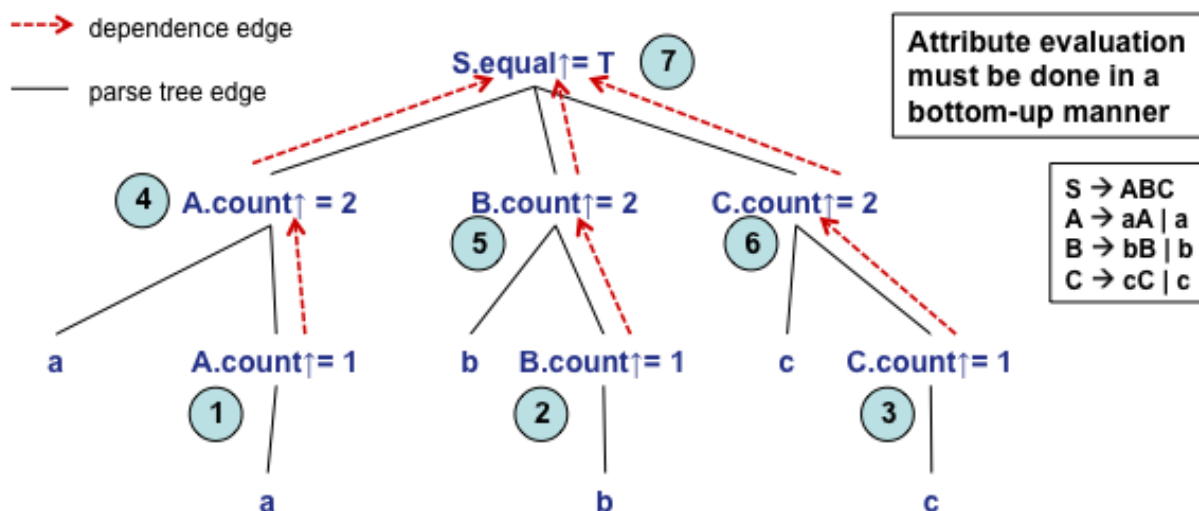 dependence edge
parse tree edge
S.equal↑= T
7
Attribute evaluation
must be done in a
bottom-up manner
4
A.count↑ = 2
B.count↑= 2
C.count↑= 2
5
6
S → ABC
A → aA | a
B → bB | b
C → cC | c
a
A.count↑= 1
b
B.count↑= 1
c
C.count↑= 1
1
2
3
a
b
c